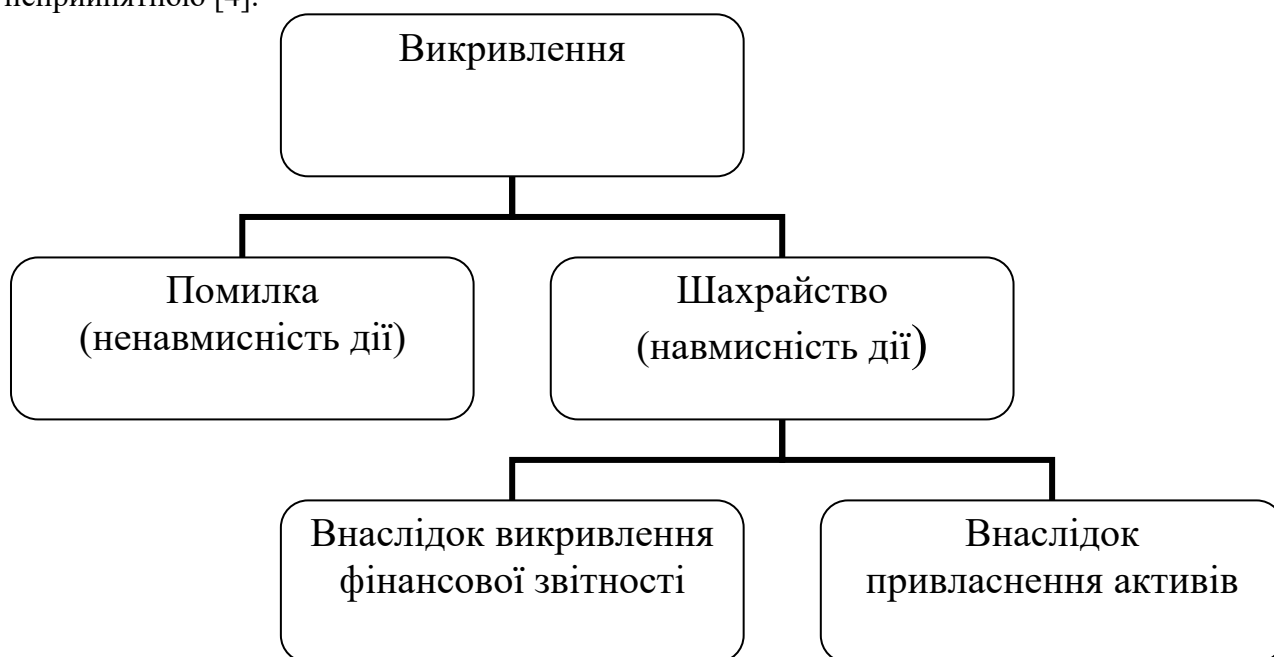 неприйнятною [4].
Викривлення
Помилка
(ненавмисність дії)
Шахрайство
(навмисність дії)
Внаслідок викривлення
фінансової звітності
Внаслідок
привласнення активів